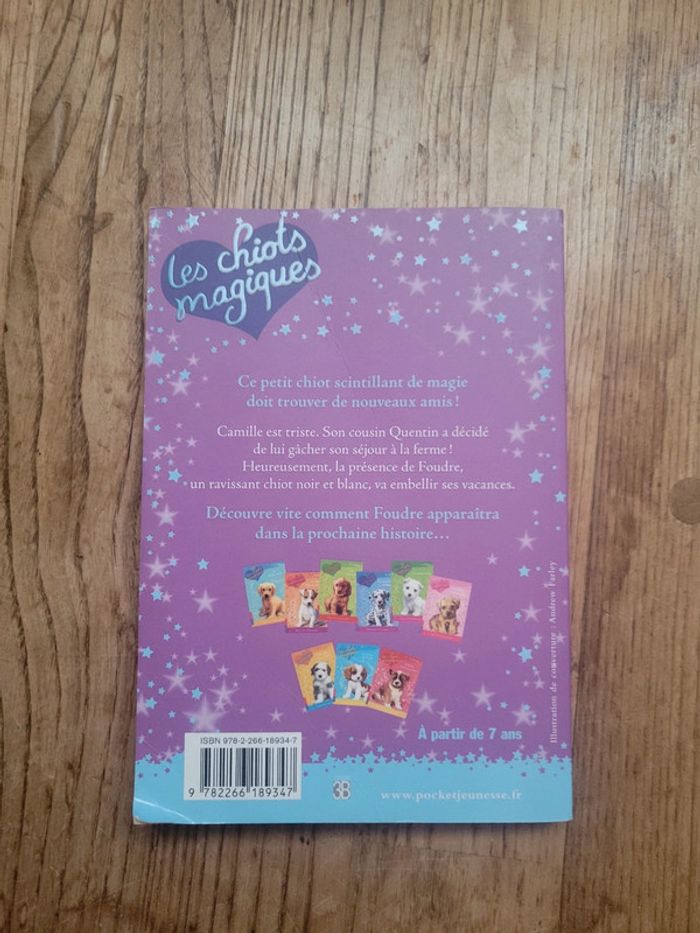 Les chiots
magiques
Ce petit chiot scintillant de magie
doit trouver de nouveaux amis !
Camille est triste. Son cousin Quentin a décidé
de lui gâcher son séjour à la ferme !
Heureusement, la présence de Foudre,
un ravissant chiot noir et blanc, va embellir ses vacances.
Découvre vite comment Foudre apparaîtra
dans la prochaine histoire…
Illustration de couverture : Andrew Farley
À partir de 7 ans
ISBN 978-2-266-18934-7
9 782266 189347
3B
www.pocketjeunesse.fr